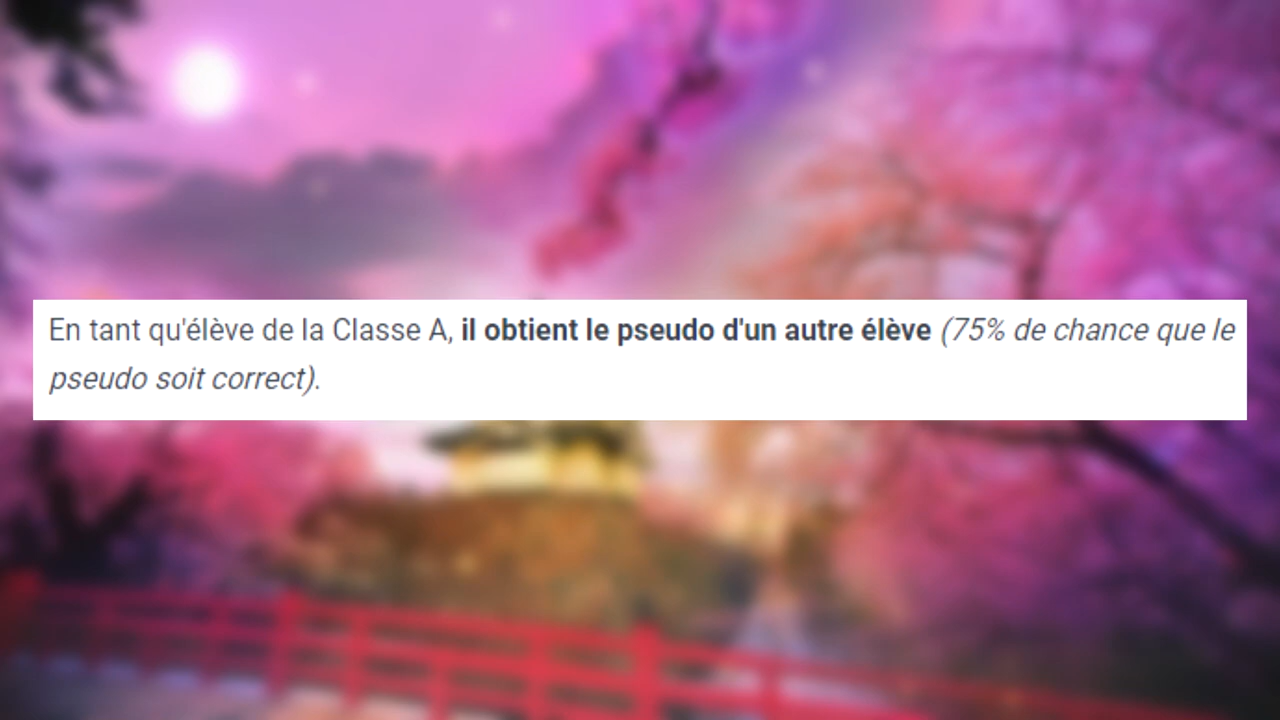 En tant qu'élève de la Classe A, il obtient le pseudo d'un autre élève (75% de chance que le
pseudo soit correct).